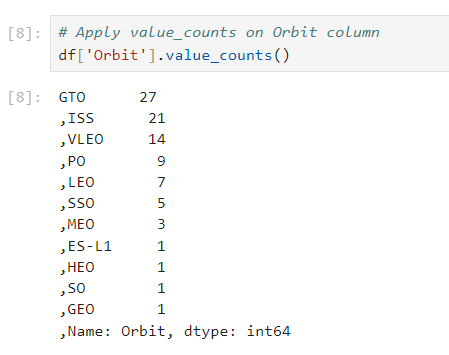 [8]: # Apply value_counts on Orbit column
df['Orbit'].value_counts()
[8]: GTO 27
,ISS 21
,VLEO 14
,PO 9
,LEO 7
,SSO 5
,MEO 3
,ES-L1 1
,HEO 1
,SO 1
,GEO 1
,Name: Orbit, dtype: int64